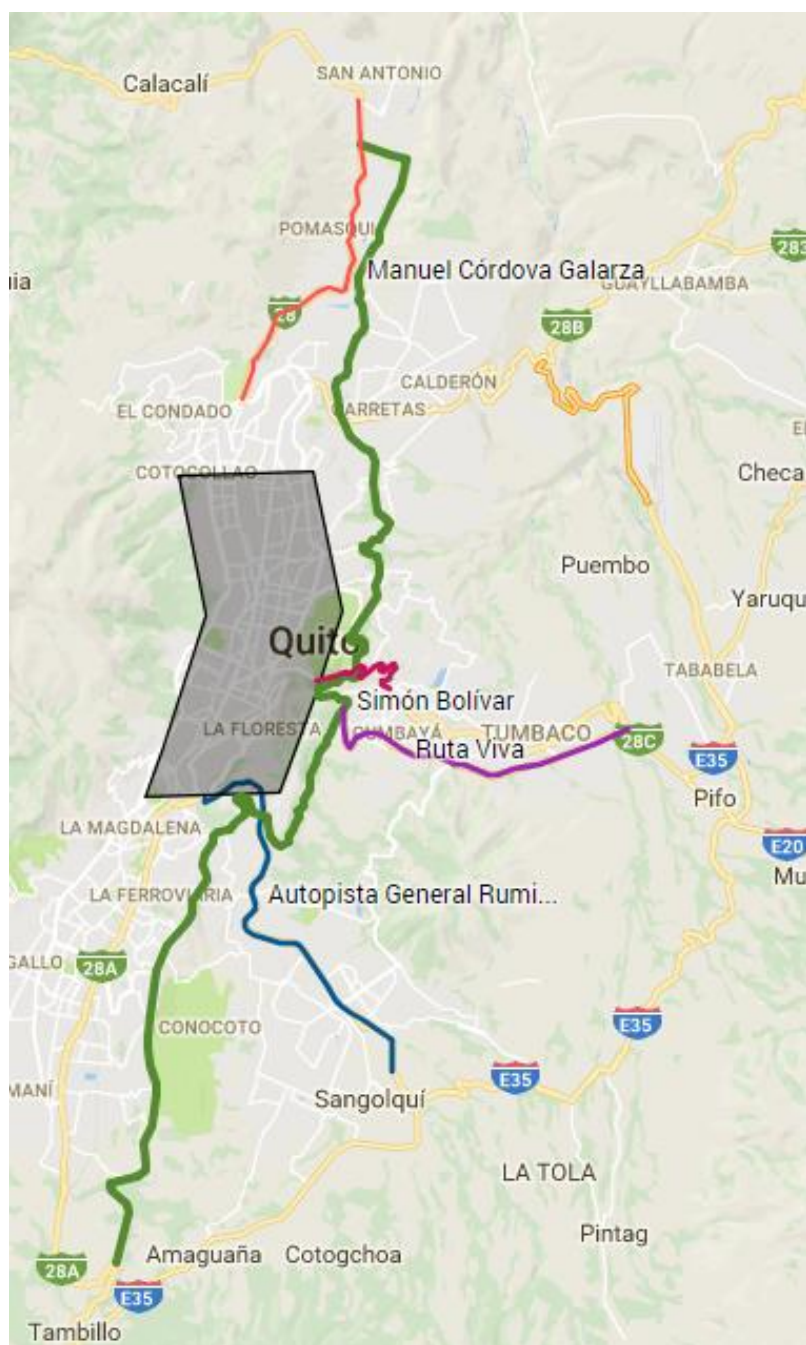 SAN ANTONIO
Calacalí
POMASQUI
283
Manuel Córdova Galarza
GUAYLLABAMBA
28
28B
CALDERÓN
EL CONDADO
CARRETAS
COTOCOLLAO
Checa
Puembo
Yaruqu
Quito
TABABELA
Simón Bolívar
LA FLORESTA
CUMBAYÁ
TUMBACO
28C
Ruta Viva
E35
Pifo
LA MAGDALENA
E20
Mu
LA FERROVIARIA
Autopista General Rumi...
GALLO
28A
CONOCOTO
E35
E35
MANÍ
Sangolquí
LA TOLA
Pintag
Amaguaña
Cotogchoa
28A
E35
Tambillo